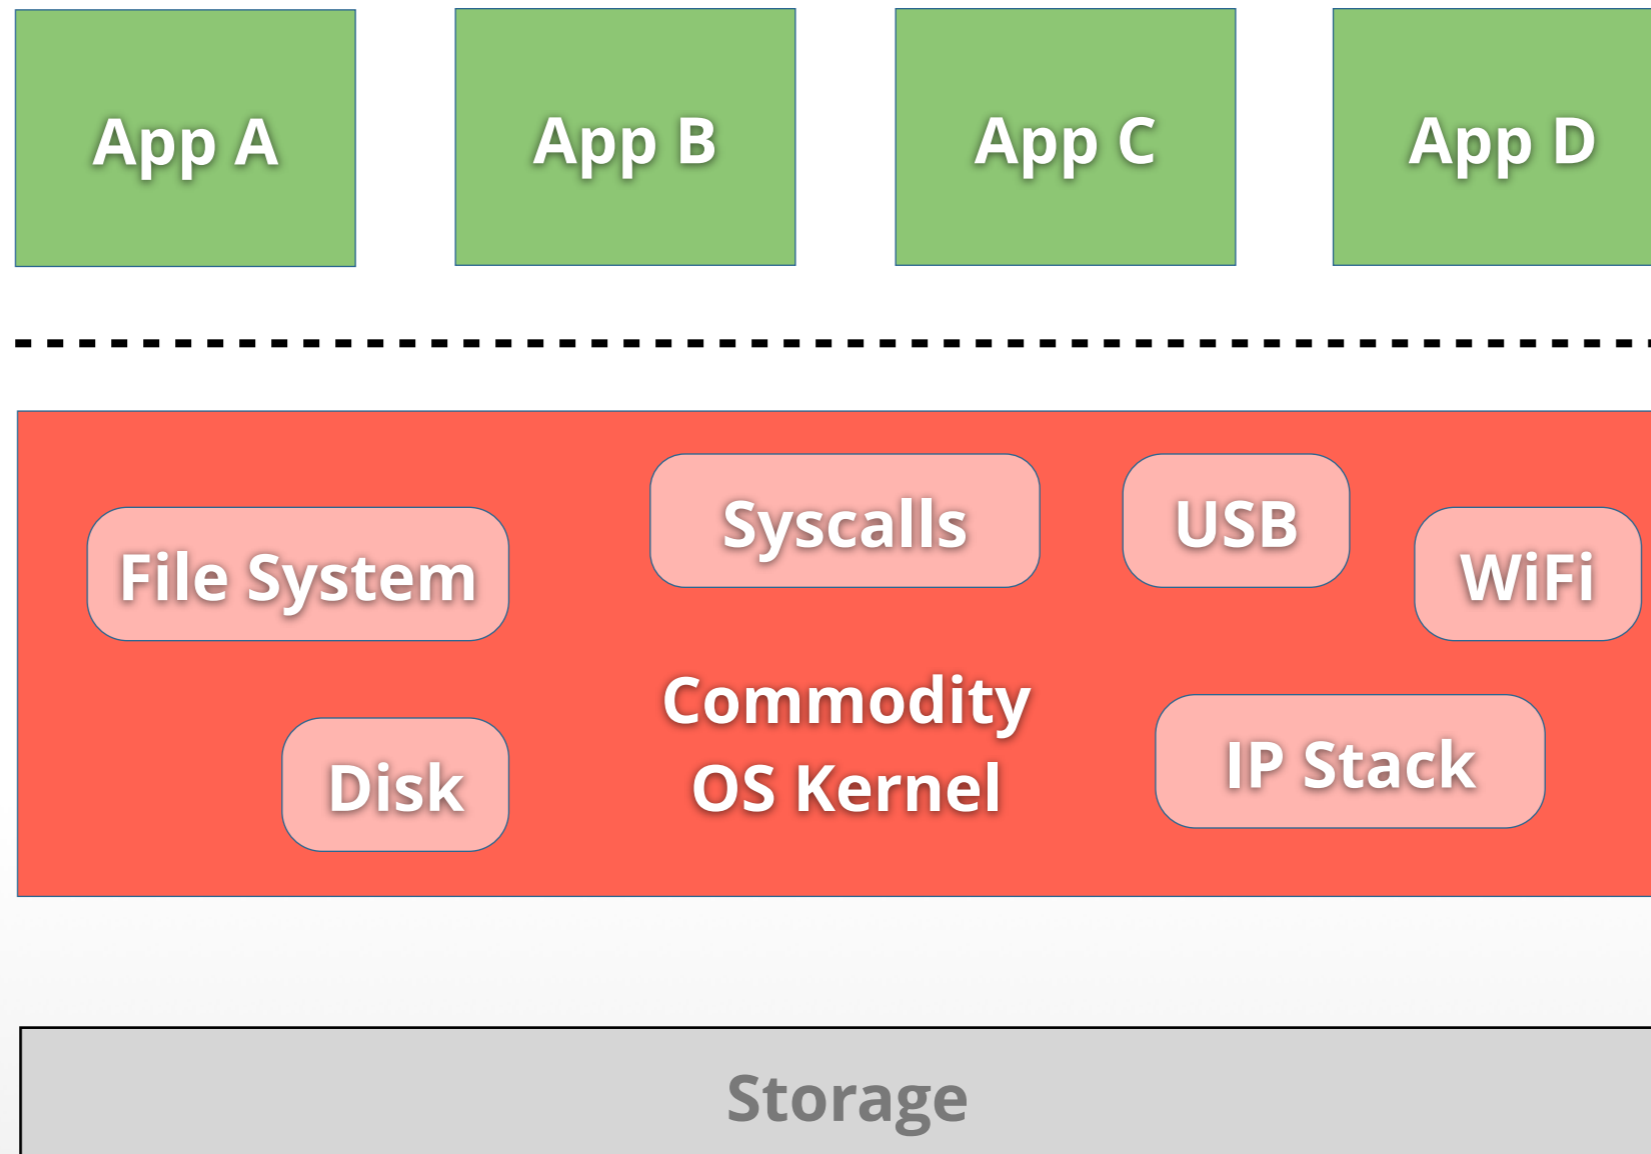 App A
App B
App C
App D
Syscalls
USB
File System
WiFi
Commodity
OS Kernel
IP Stack
Disk
Storage